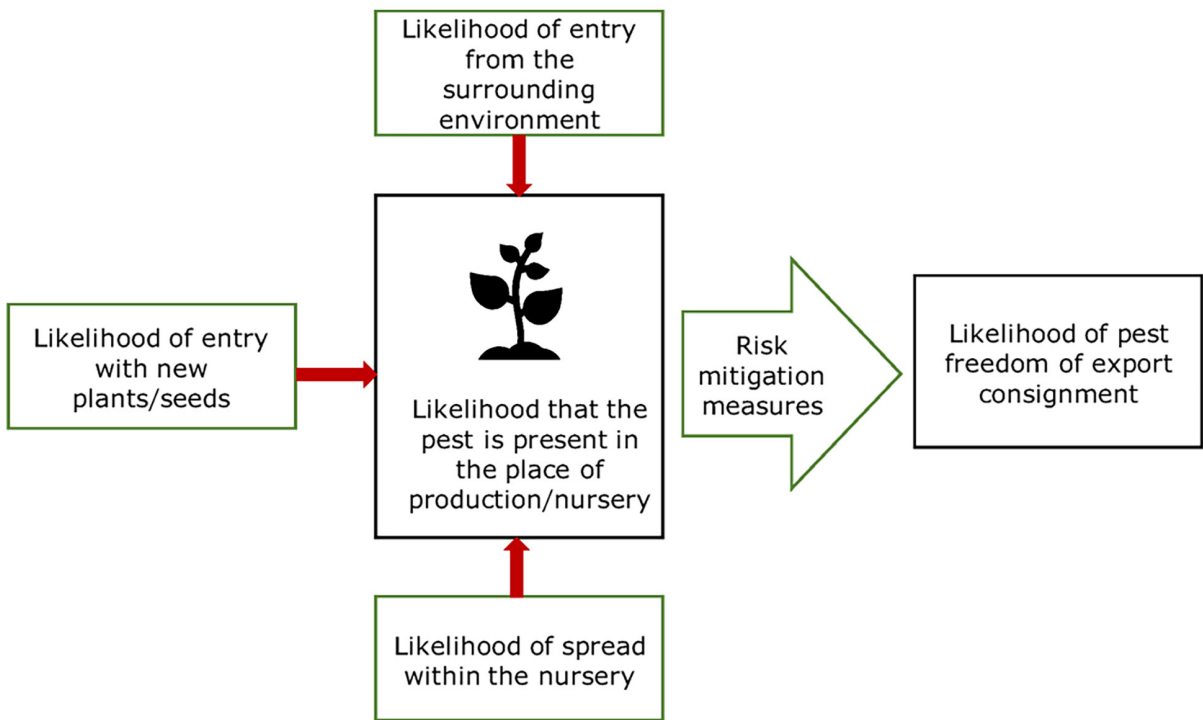 Likelihood of entry
from the
surrounding
environment
Likelihood of entry
with new
plants/seeds
Likelihood that the
pest is present in
the place of
production/nursery
Risk
mitigation
measures
Likelihood of pest
freedom of export
consignment
Likelihood of spread
within the nursery